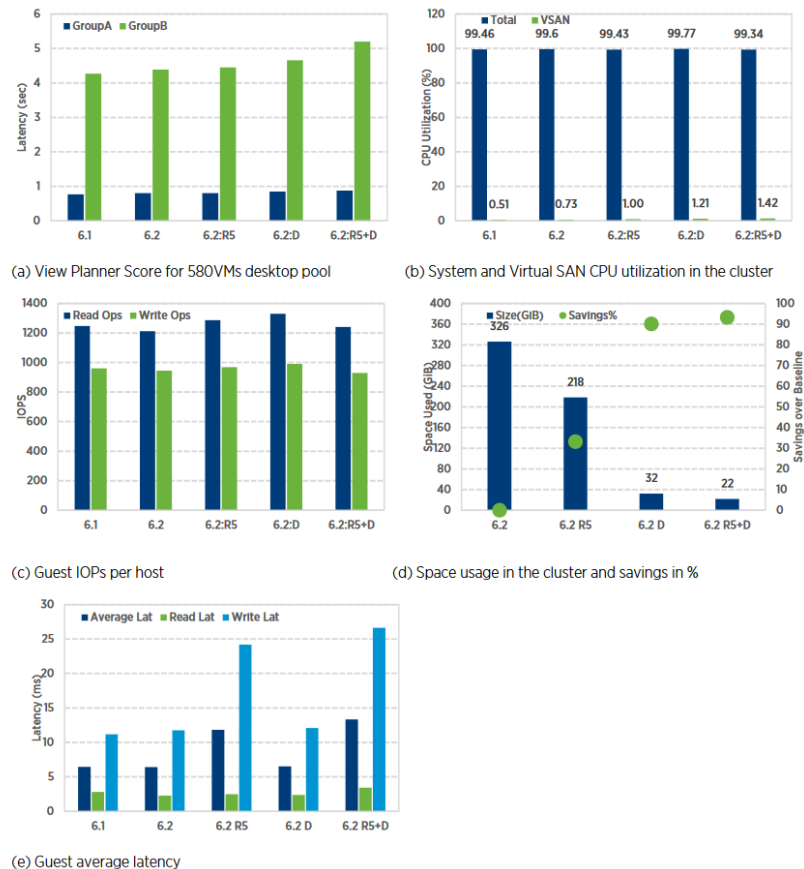 GroupA GroupB
Latency (sec)
6
5
4
3
2
1
0
6.1 6.2 6.2:R5 6.2:D 6.2:R5+D
(a) View Planner Score for 580VMs desktop pool
Total VSAN
CPU Utilization (%)
120
100
80
60
40
20
0
99.46 99.6 99.43 99.77 99.34
0.51 0.73 1.00 1.21 1.42
6.1 6.2 6.2:R5 6.2:D 6.2:R5+D
(b) System and Virtual SAN CPU utilization in the cluster
Read Ops Write Ops
IOPS
1400
1200
1000
800
600
400
200
0
6.1 6.2 6.2:R5 6.2:D 6.2:R5+D
(c) Guest IOPs per host
Size(GiB) Savings%
Space Used (GiB)
400
360
320
280
240
200
160
120
80
40
0
326
218
32
22
100
90
80
70
60
50
40
30
20
10
0
Savings over Baseline
6.2 6.2 R5 6.2 D 6.2 R5+D
(d) Space usage in the cluster and savings in %
Average Lat Read Lat Write Lat
Latency (ms)
30
25
20
15
10
5
0
6.1 6.2 6.2 R5 6.2 D 6.2 R5+D
(e) Guest average latency